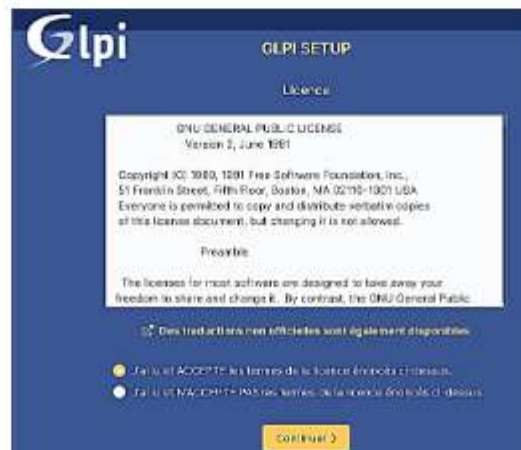 Glpi
GLPI SETUP
Licence
GNU GENERAL PUBLIC LICENSE
Version 2, June 1991
Copyright (C) 1989, 1991 Free Software Foundation, Inc.,
51 Franklin Street, Fifth Floor, Boston, MA 02110-1301 USA
Everyone is permitted to copy and distribute verbatim copies
of this license document, but changing it is not allowed.
Preamble
The licenses for most software are designed to take away your
freedom to share and change it. By contrast, the GNU General Public
Des traductions non officielles sont également disponibles
J'ai lu et ACCEPTE les termes de la licence énoncés ci-dessus.
J'ai lu et N'ACCEPTE PAS les termes de la licence énoncés ci-dessus
Continuer >